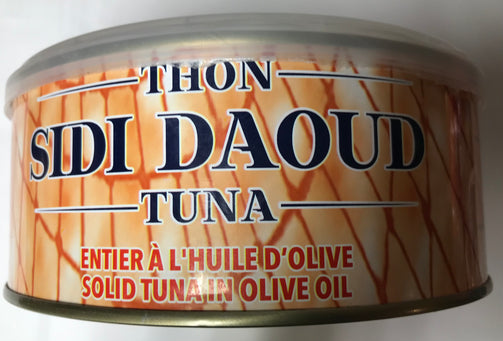 THON
SIDI DAOUD
TUNA
ENTIER À L'HUILE D'OLIVE
SOLID TUNA IN OLIVE OIL